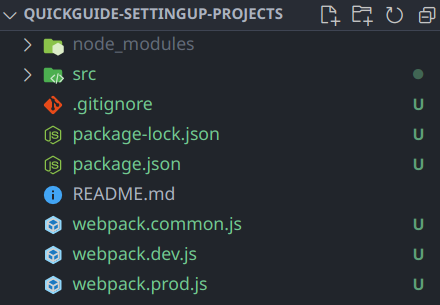 QUICKGUIDE-SETTINGUP-PROJECTS
node_modules
src
.gitignore U
package-lock.json U
package.json U
README.md
webpack.common.js U
webpack.dev.js U
webpack.prod.js U